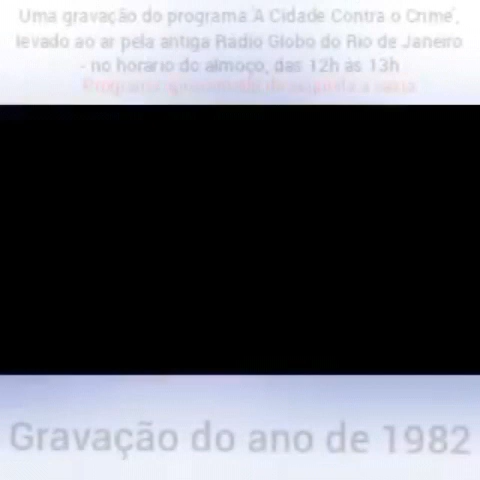 Uma gravação do programa 'A Cidade Contra o Crime',
levado ao ar pela antiga Radio Globo do Rio de Janeiro
- no horario do almoço, das 12h às 13h
Programa
Gravação do ano de 1982